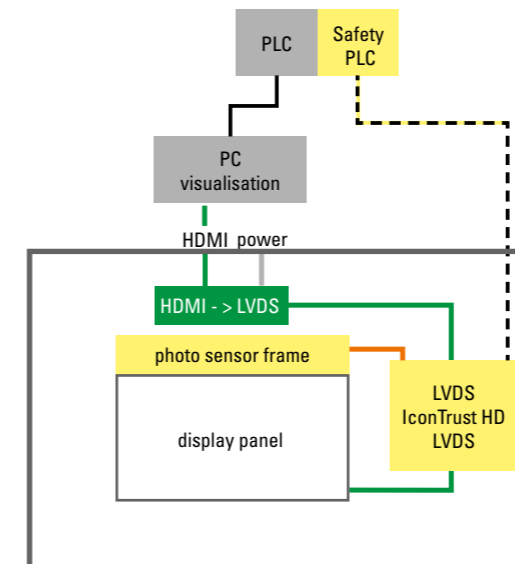 PLC
Safety
PLC
PC
visualisation
HDMI power
HDMI - > LVDS
photo sensor frame
LVDS
IconTrust HD
LVDS
display panel